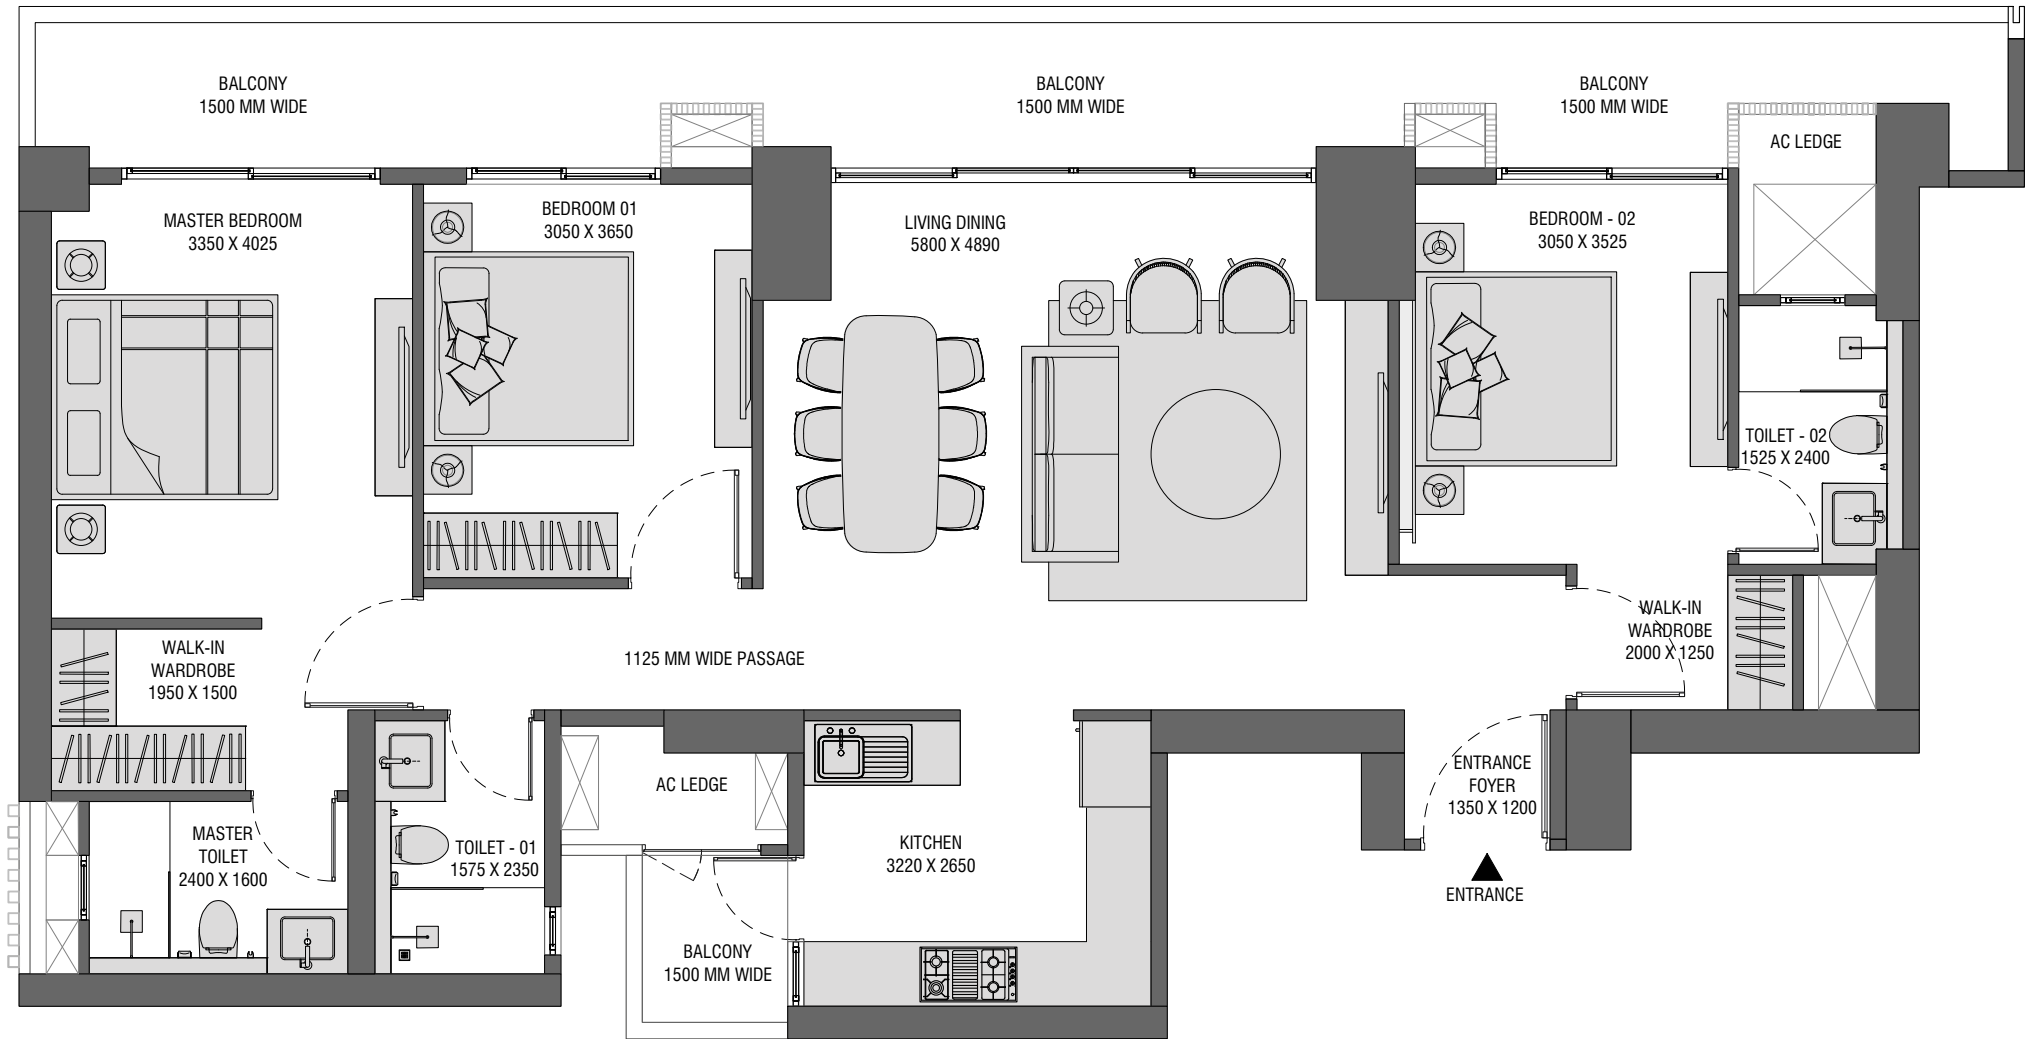 BALCONY
1500 MM WIDE
BALCONY
1500 MM WIDE
BALCONY
1500 MM WIDE
AC LEDGE
MASTER BEDROOM
3350 X 4025
BEDROOM 01
3050 X 3650
LIVING DINING
5800 X 4890
BEDROOM - 02
3050 X 3525
TOILET - 02
1525 X 2400
WALK-IN
WARDROBE
1950 X 1500
1125 MM WIDE PASSAGE
WALK-IN
WARDROBE
2000 X 1250
MASTER
TOILET
2400 X 1600
TOILET - 01
1575 X 2350
AC LEDGE
KITCHEN
3220 X 2650
ENTRANCE
FOYER
1350 X 1200
ENTRANCE
BALCONY
1500 MM WIDE